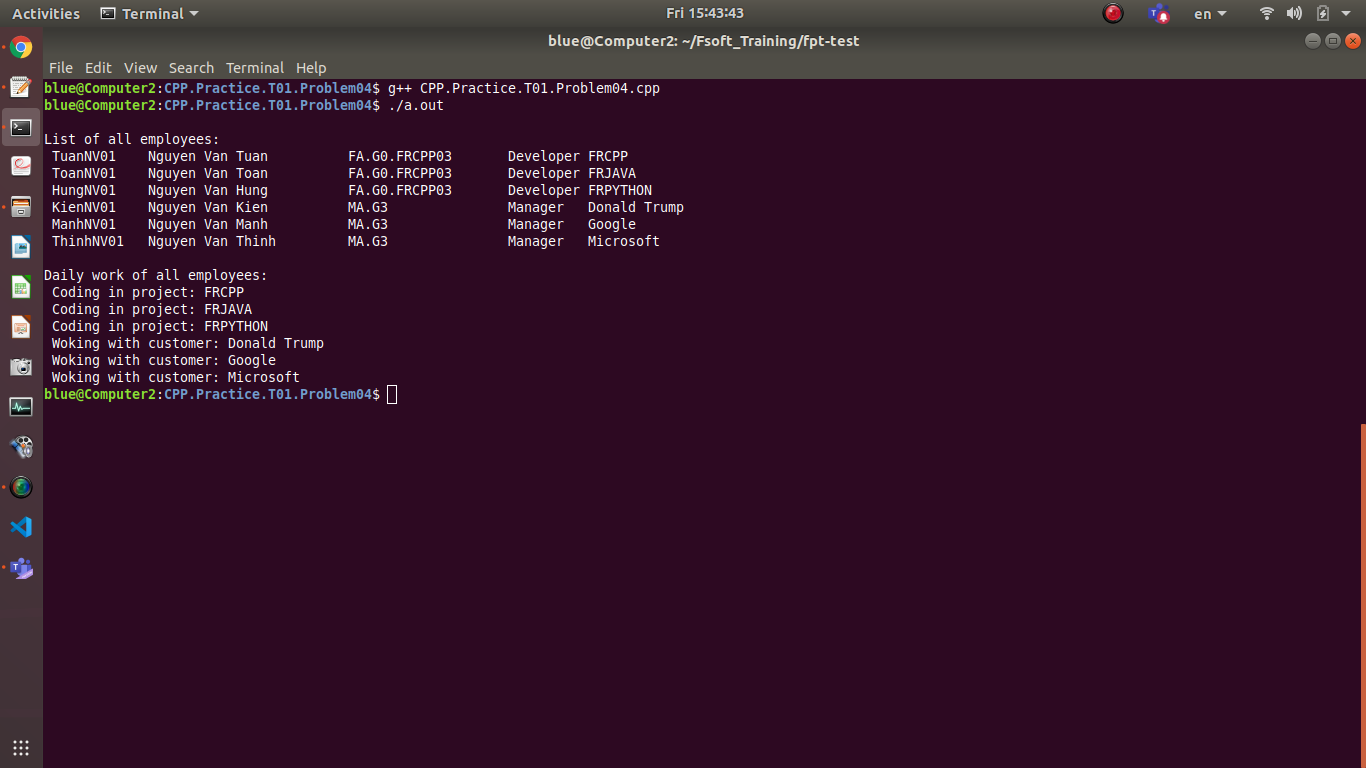 Activities Terminal Fri 15:43:43 en
blue@Computer2: ~/Fsoft_Training/fpt-test
File Edit View Search Terminal Help
blue@Computer2:CPP.Practice.T01.Problem04$ g++ CPP.Practice.T01.Problem04.cpp
blue@Computer2:CPP.Practice.T01.Problem04$ ./a.out
List of all employees:
TuanNV01 Nguyen Van Tuan FA.G0.FRCPP03 Developer FRCPP
ToanNV01 Nguyen Van Toan FA.G0.FRCPP03 Developer FRJAVA
HungNV01 Nguyen Van Hung FA.G0.FRCPP03 Developer FRPYTHON
KienNV01 Nguyen Van Kien MA.G3 Manager Donald Trump
ManhNV01 Nguyen Van Manh MA.G3 Manager Google
ThinhNV01 Nguyen Van Thinh MA.G3 Manager Microsoft
Daily work of all employees:
Coding in project: FRCPP
Coding in project: FRJAVA
Coding in project: FRPYTHON
Woking with customer: Donald Trump
Woking with customer: Google
Woking with customer: Microsoft
blue@Computer2:CPP.Practice.T01.Problem04$